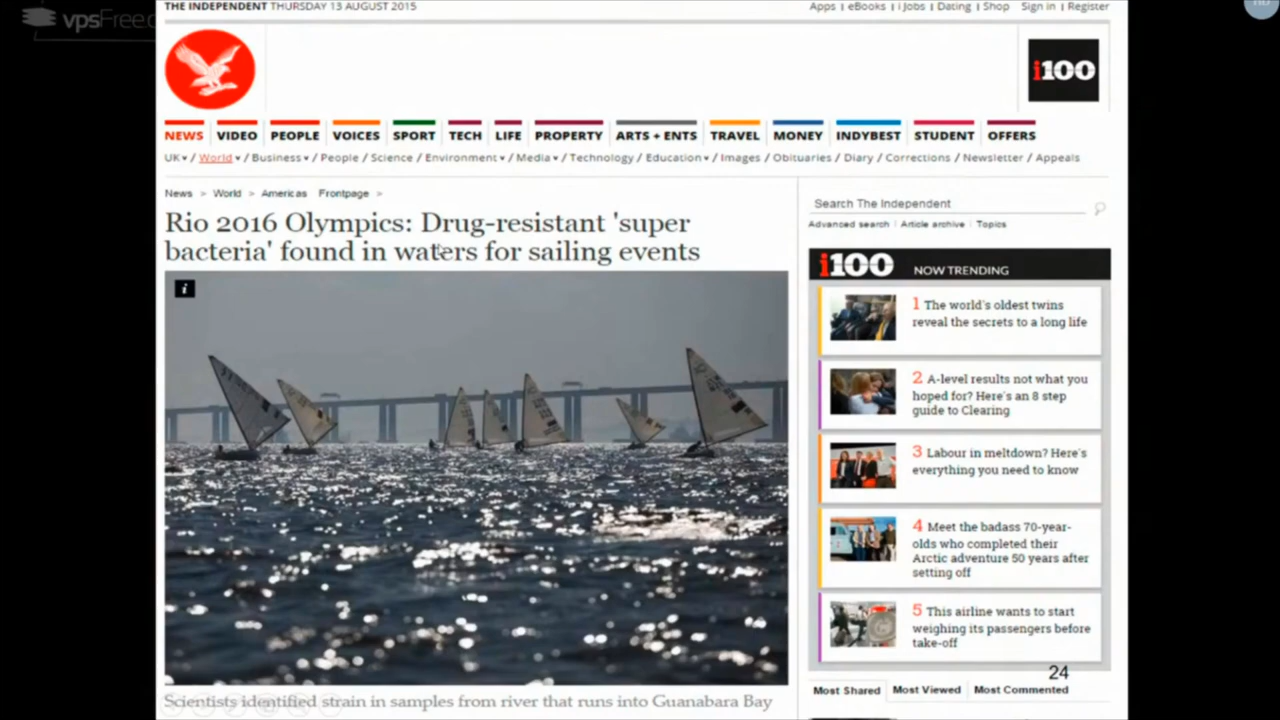 vpsFree.c
HD
THE INDEPENDENT THURSDAY 13 AUGUST 2015
Apps | eBooks | i Jobs | Dating | Shop Sign in | Register
i100
NEWS VIDEO PEOPLE VOICES SPORT TECH LIFE PROPERTY ARTS + ENTS TRAVEL MONEY INDYBEST STUDENT OFFERS
UK / World / Business / People / Science / Environment / Media / Technology / Education / Images / Obituaries / Diary / Corrections / Newsletter / Appeals
News > World > Americas Frontpage >
Rio 2016 Olympics: Drug-resistant 'super
bacteria' found in waters for sailing events
i
Scientists identified strain in samples from river that runs into Guanabara Bay
Search The Independent
Advanced search | Article archive | Topics
i100 NOW TRENDING
1 The world's oldest twins
reveal the secrets to a long life
2 A-level results not what you
hoped for? Here's an 8 step
guide to Clearing
3 Labour in meltdown? Here's
everything you need to know
4 Meet the badass 70-year-
olds who completed their
Arctic adventure 50 years after
setting off
5 This airline wants to start
weighing its passengers before
take-off
24
Most Shared Most Viewed Most Commented